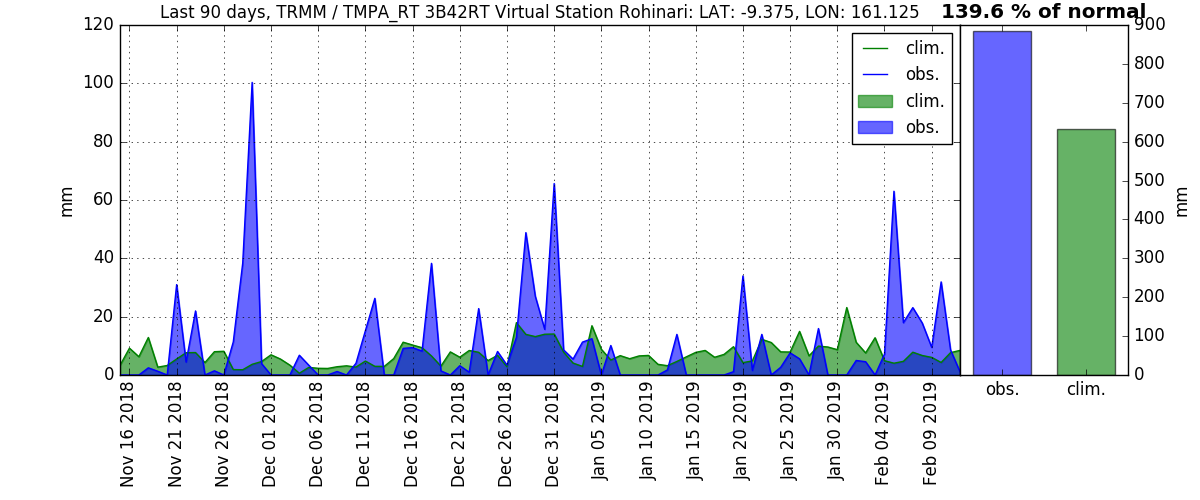 Last 90 days, TRMM / TMPA_RT 3B42RT Virtual Station Rohinari: LAT: -9.375, LON: 161.125
139.6 % of normal
120
100
80
60
40
20
0
mm
clim.
obs.
clim.
obs.
900
800
700
600
500
400
300
200
100
0
mm
Nov 16 2018
Nov 21 2018
Nov 26 2018
Dec 01 2018
Dec 06 2018
Dec 11 2018
Dec 16 2018
Dec 21 2018
Dec 26 2018
Dec 31 2018
Jan 05 2019
Jan 10 2019
Jan 15 2019
Jan 20 2019
Jan 25 2019
Jan 30 2019
Feb 04 2019
Feb 09 2019
obs.
clim.